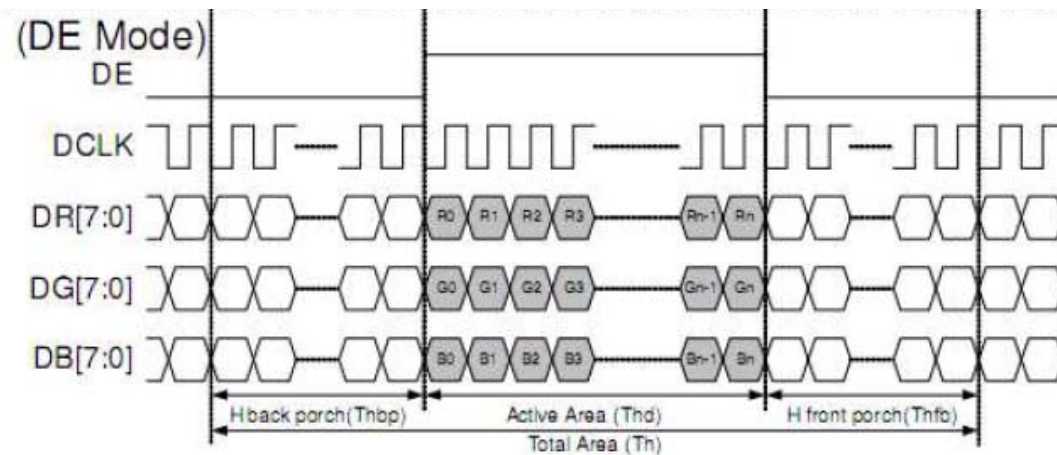 (DE Mode)
DE
DCLK
DR[7:0] R0 R1 R2 R3 Rn-1 Rn
DG[7:0] G0 G1 G2 G3 Gn-1 Gn
DB[7:0] B0 B1 B2 B3 Bn-1 Bn
H back porch(Thbp) Active Area (Thd) H front porch(Thfb)
Total Area (Th)